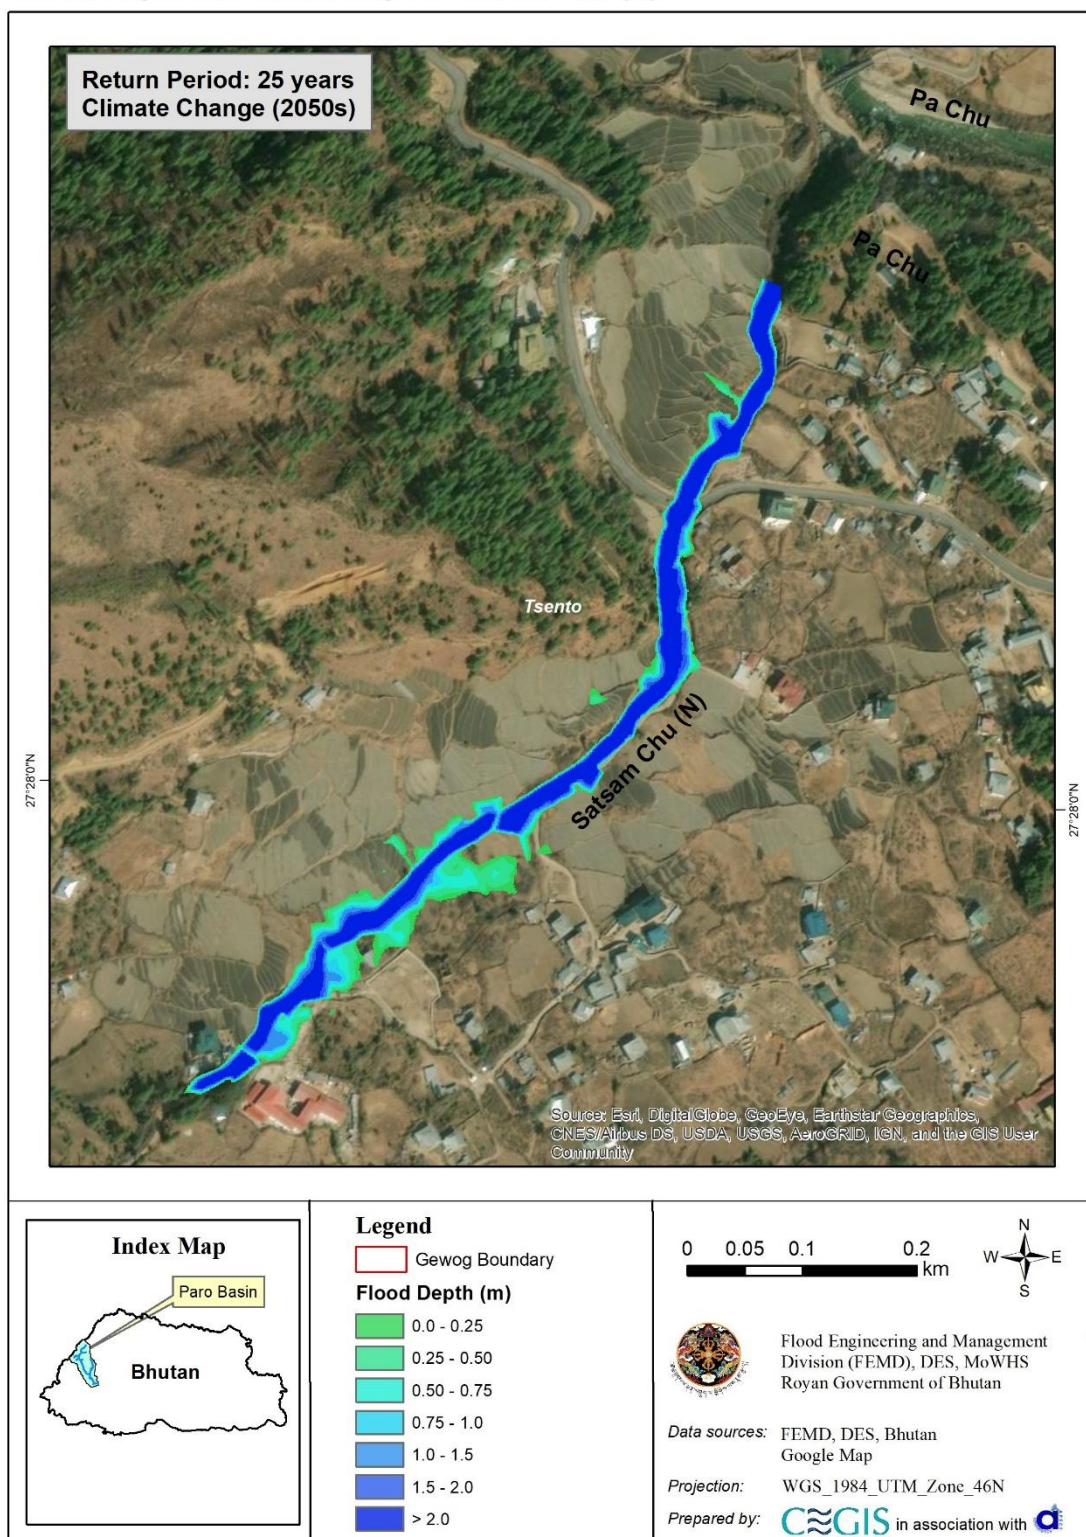 Return Period: 25 years
Climate Change (2050s)
Pa Chu
Pa Chu
Tsento
Satsam Chu (N)
27°28'0"N
27°28'0"N
Source: Esri, DigitalGlobe, GeoEye, Earthstar Geographics,
CNES/Airbus DS, USDA, USGS, AeroGRID, IGN, and the GIS User
Community
Index Map
Paro Basin
Bhutan
Legend
Gewog Boundary
Flood Depth (m)
0.0 - 0.25
0.25 - 0.50
0.50 - 0.75
0.75 - 1.0
1.0 - 1.5
1.5 - 2.0
> 2.0
0 0.05 0.1 0.2
km
N
W E
S
Flood Engineering and Management
Division (FEMD), DES, MoWHS
Royan Government of Bhutan
Data sources: FEMD, DES, Bhutan
Google Map
Projection: WGS_1984_UTM_Zone_46N
Prepared by: CEGIS in association with